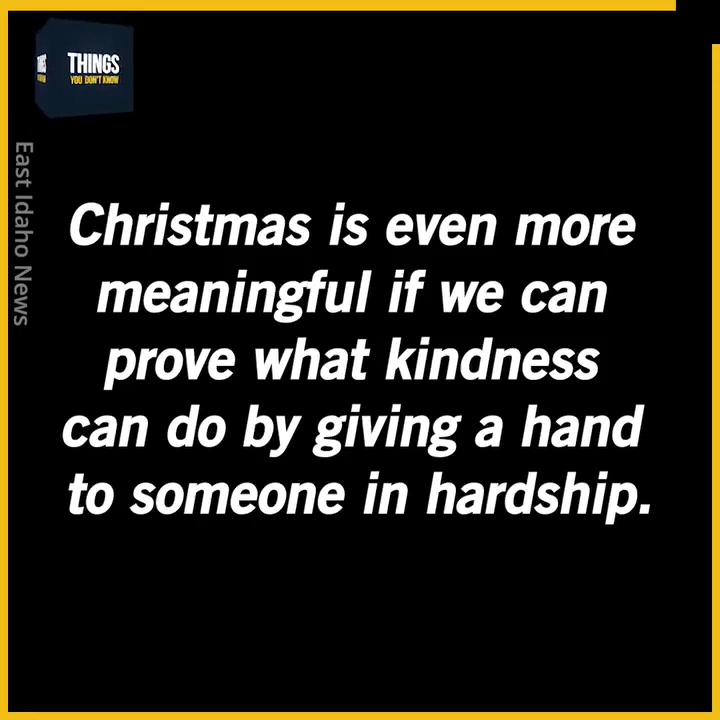 THINGS
YOU DON'T KNOW
East Idaho News
Christmas is even more
meaningful if we can
prove what kindness
can do by giving a hand
to someone in hardship.